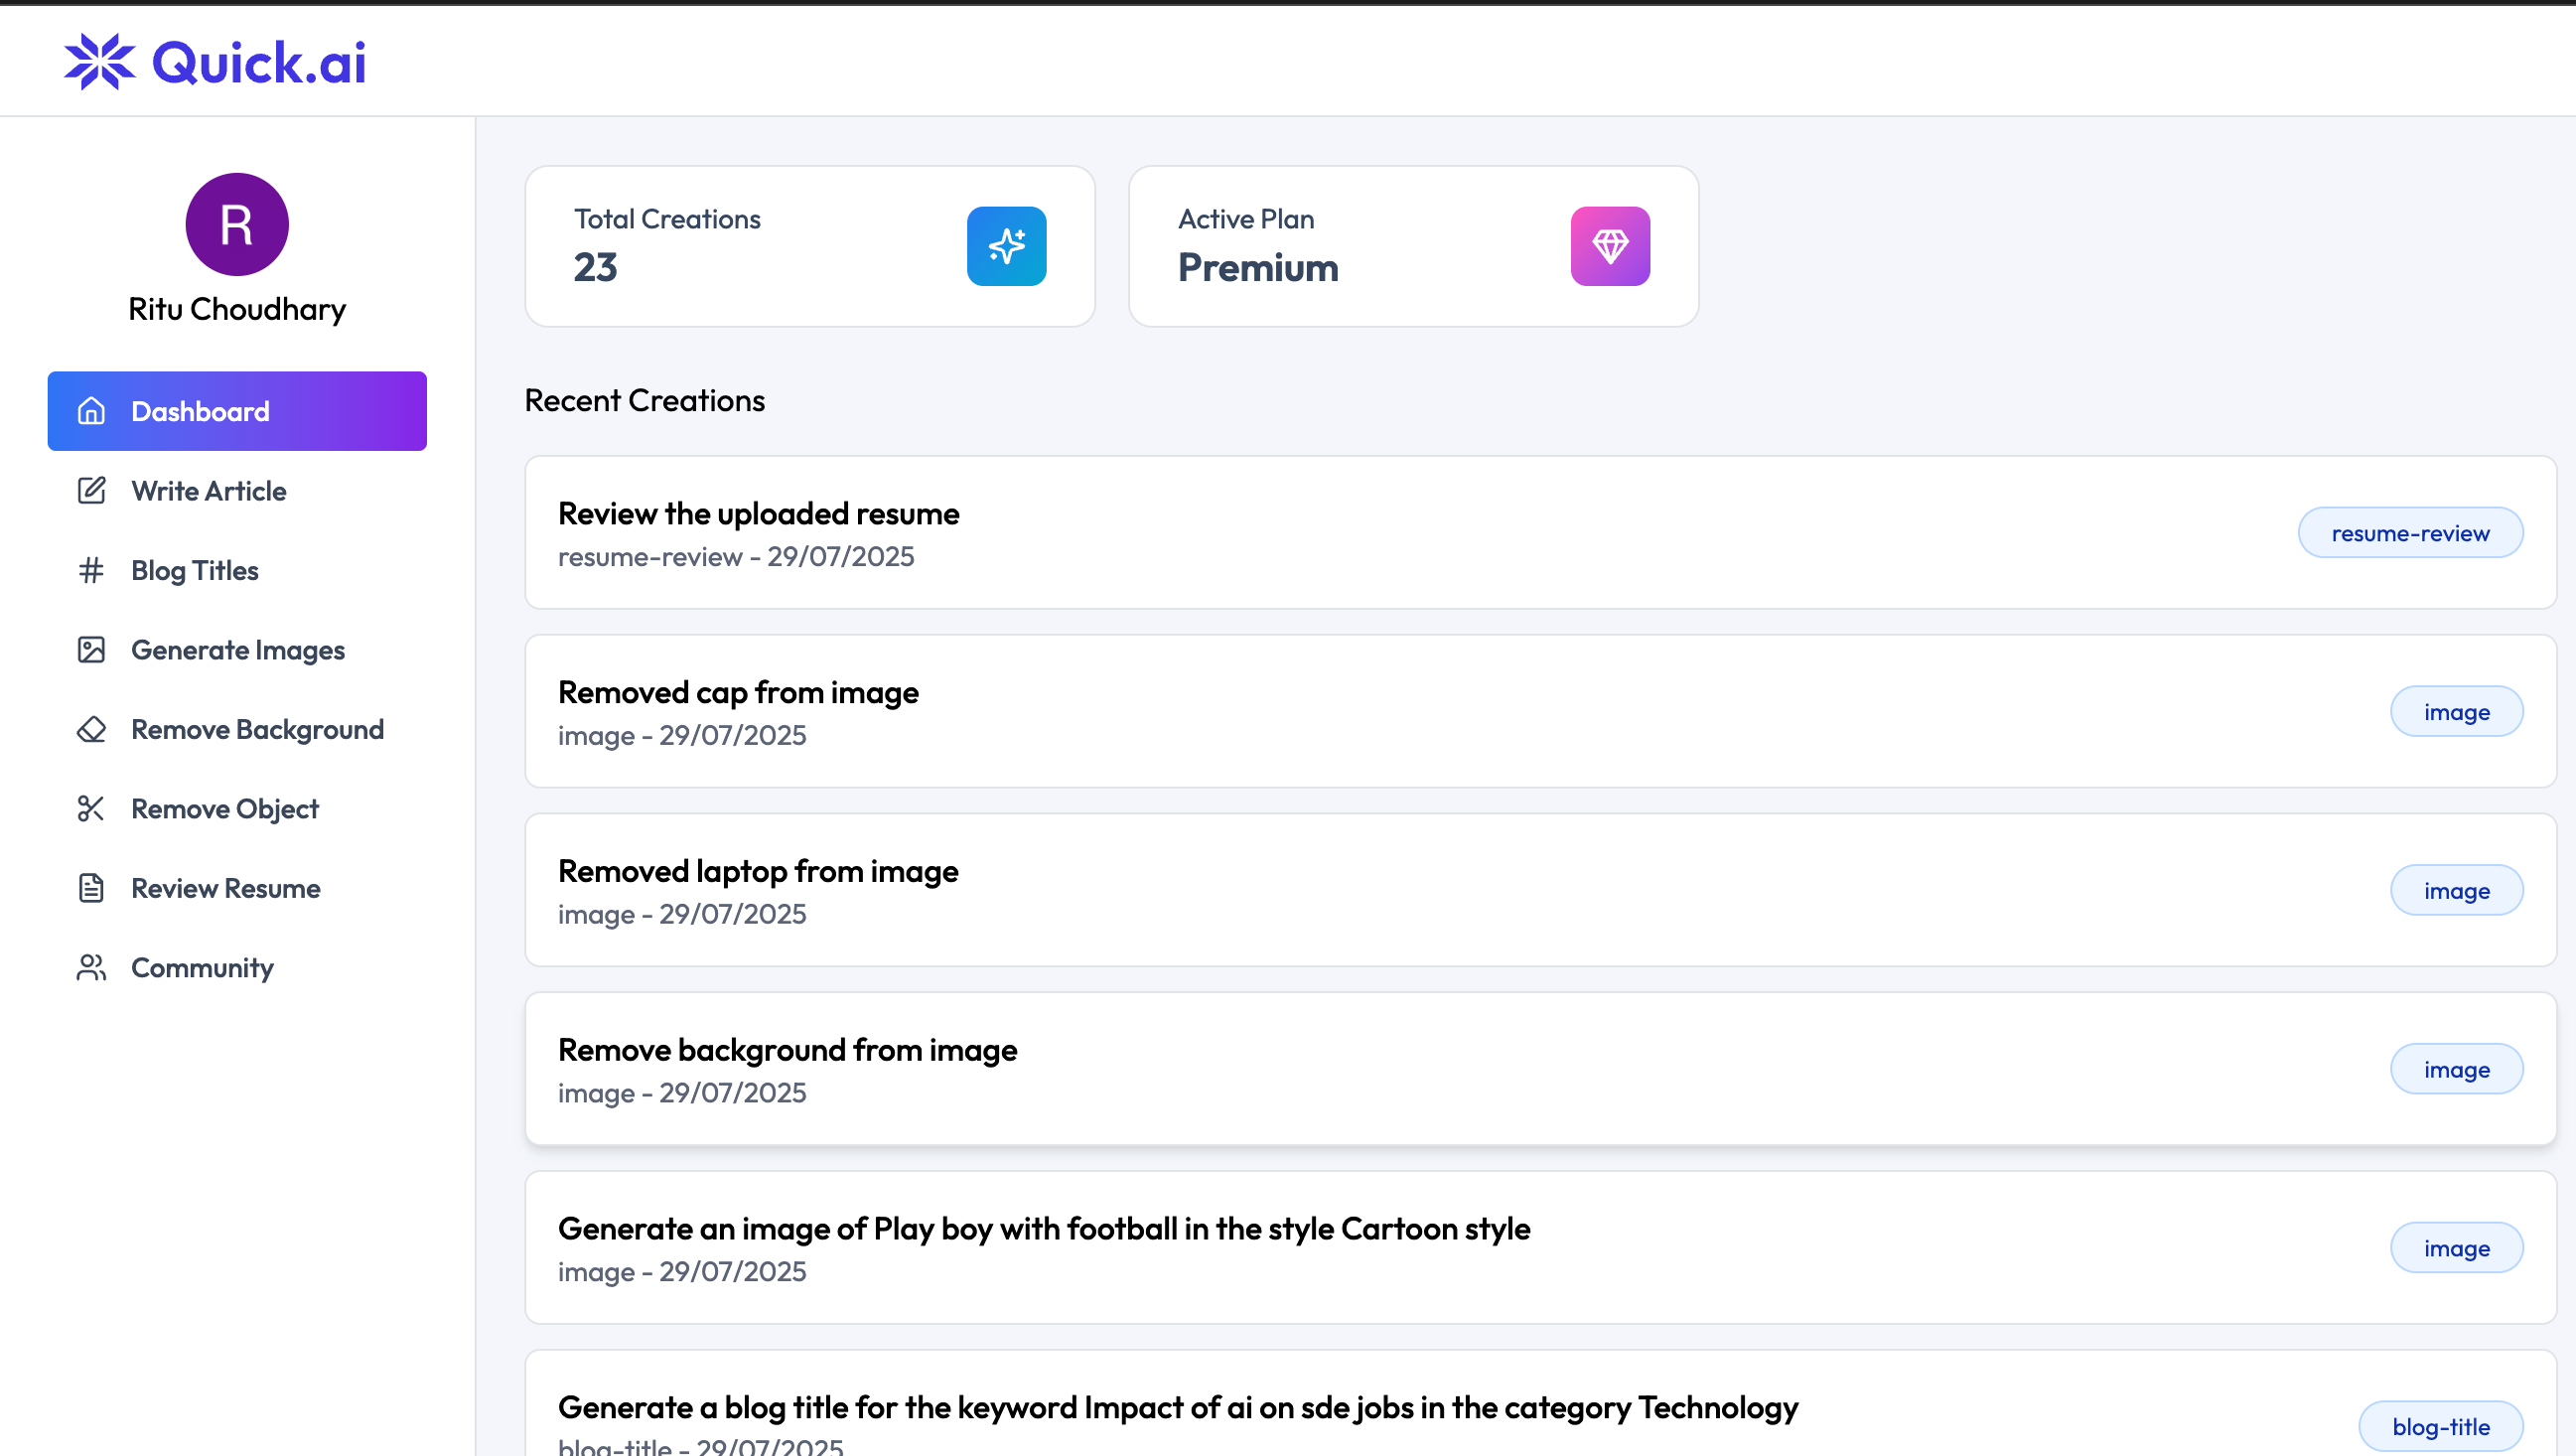 Quick.ai
R
Ritu Choudhary
Dashboard
Write Article
Blog Titles
Generate Images
Remove Background
Remove Object
Review Resume
Community
Total Creations
23
Active Plan
Premium
Recent Creations
Review the uploaded resume
resume-review - 29/07/2025
resume-review
Removed cap from image
image - 29/07/2025
image
Removed laptop from image
image - 29/07/2025
image
Remove background from image
image - 29/07/2025
image
Generate an image of Play boy with football in the style Cartoon style
image - 29/07/2025
image
Generate a blog title for the keyword Impact of ai on sde jobs in the category Technology
blog-title - 29/07/2025
blog-title